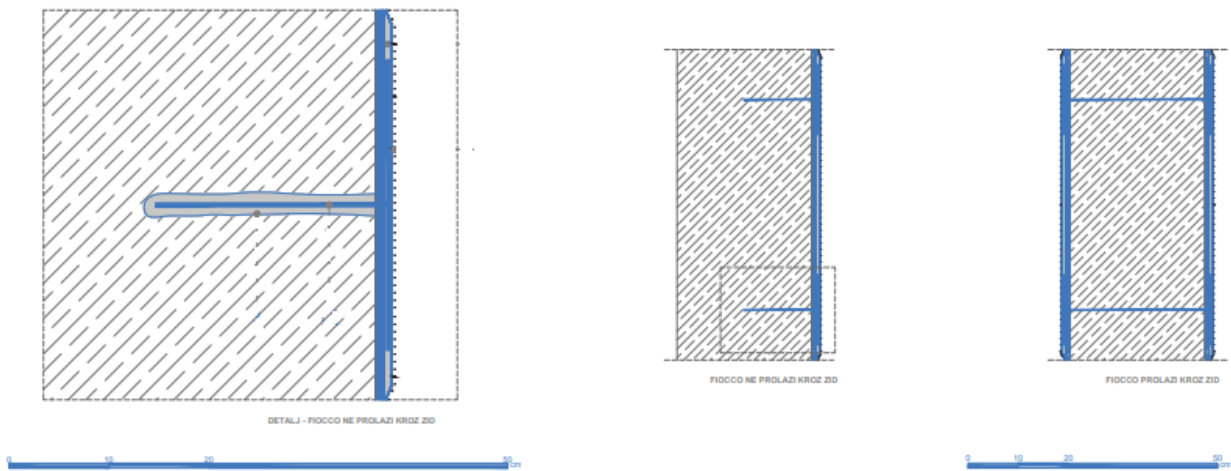 FIOCCO NE PROLAZI KROZ ZID
FIOCCO PROLAZI KROZ ZID
DETALJ - FIOCCO NE PROLAZI KROZ ZID
0 10 20 50 cm
0 10 20 50 cm